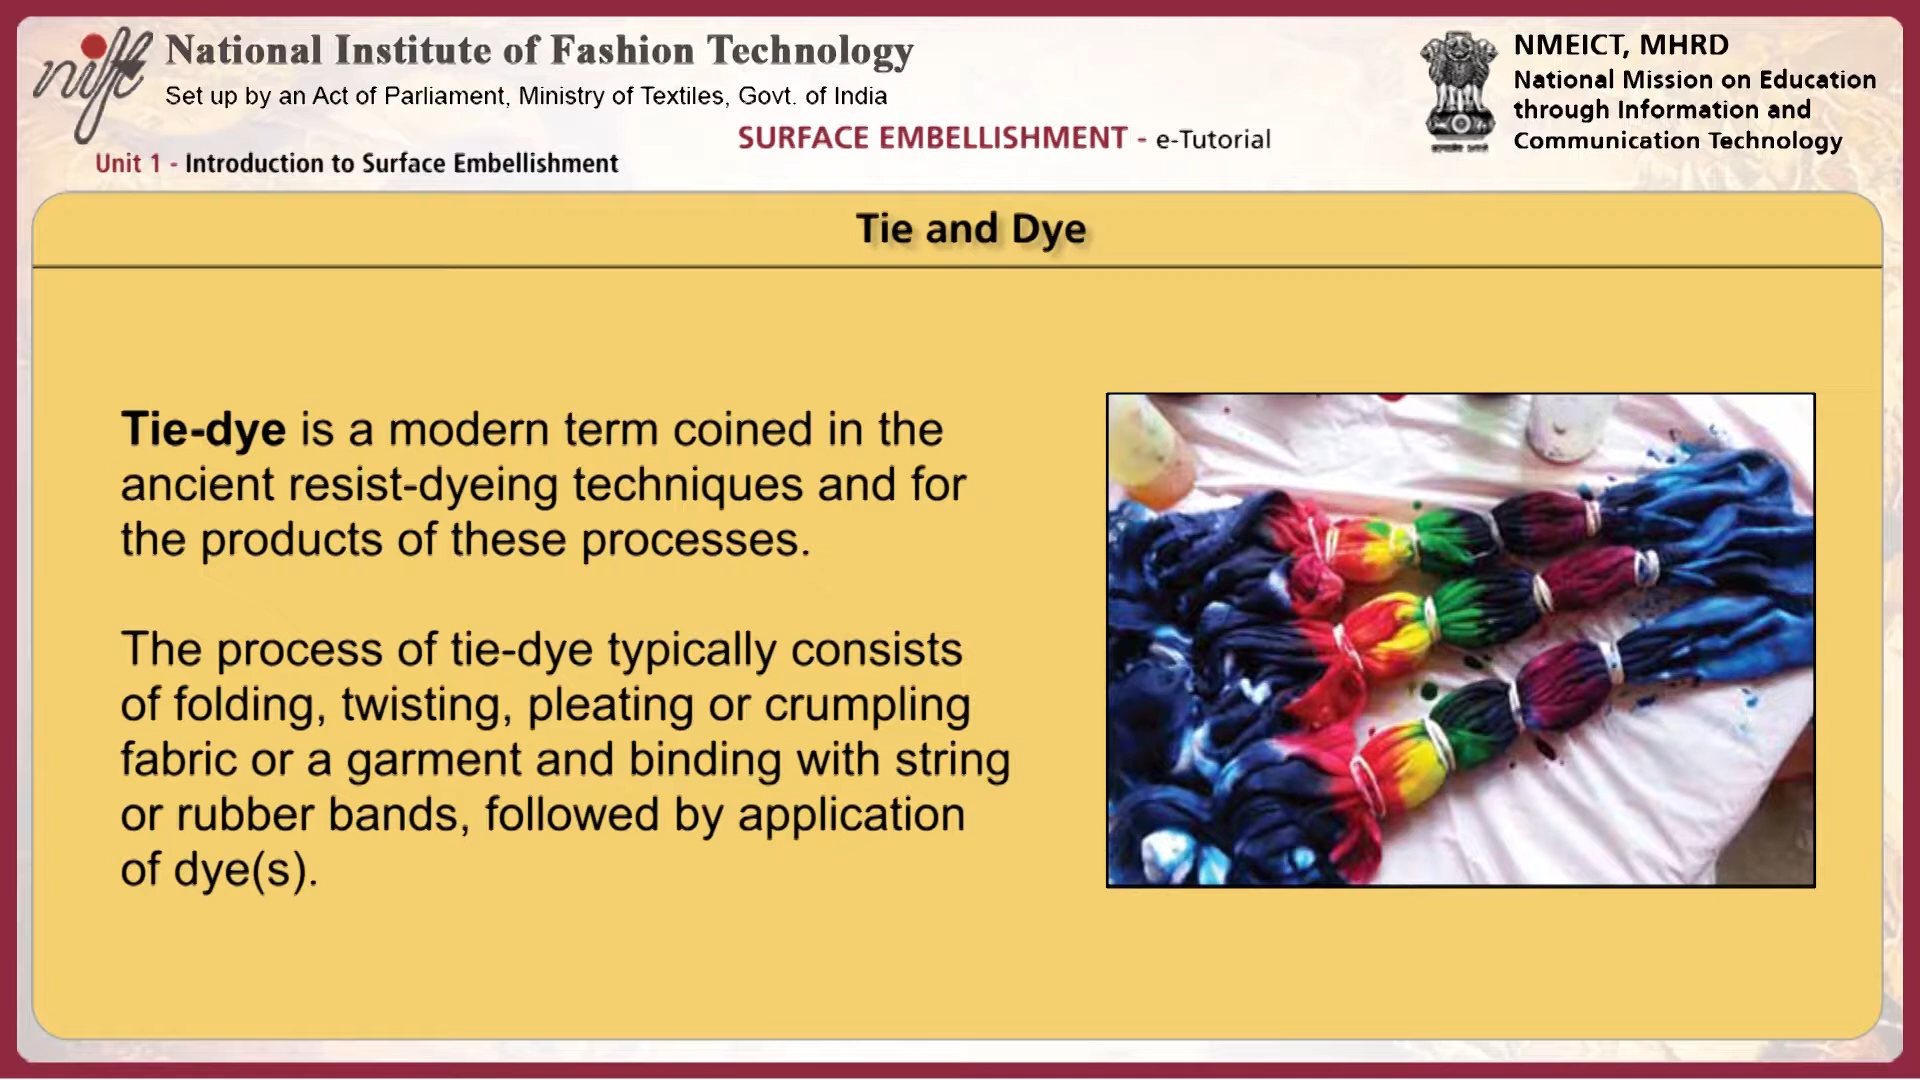 nift
National Institute of Fashion Technology
Set up by an Act of Parliament, Ministry of Textiles, Govt. of India
NMEICT, MHRD
National Mission on Education
through Information and
Communication Technology
SURFACE EMBELLISHMENT - e-Tutorial
Unit 1 - Introduction to Surface Embellishment
Tie and Dye
Tie-dye is a modern term coined in the
ancient resist-dyeing techniques and for
the products of these processes.
The process of tie-dye typically consists
of folding, twisting, pleating or crumpling
fabric or a garment and binding with string
or rubber bands, followed by application
of dye(s).